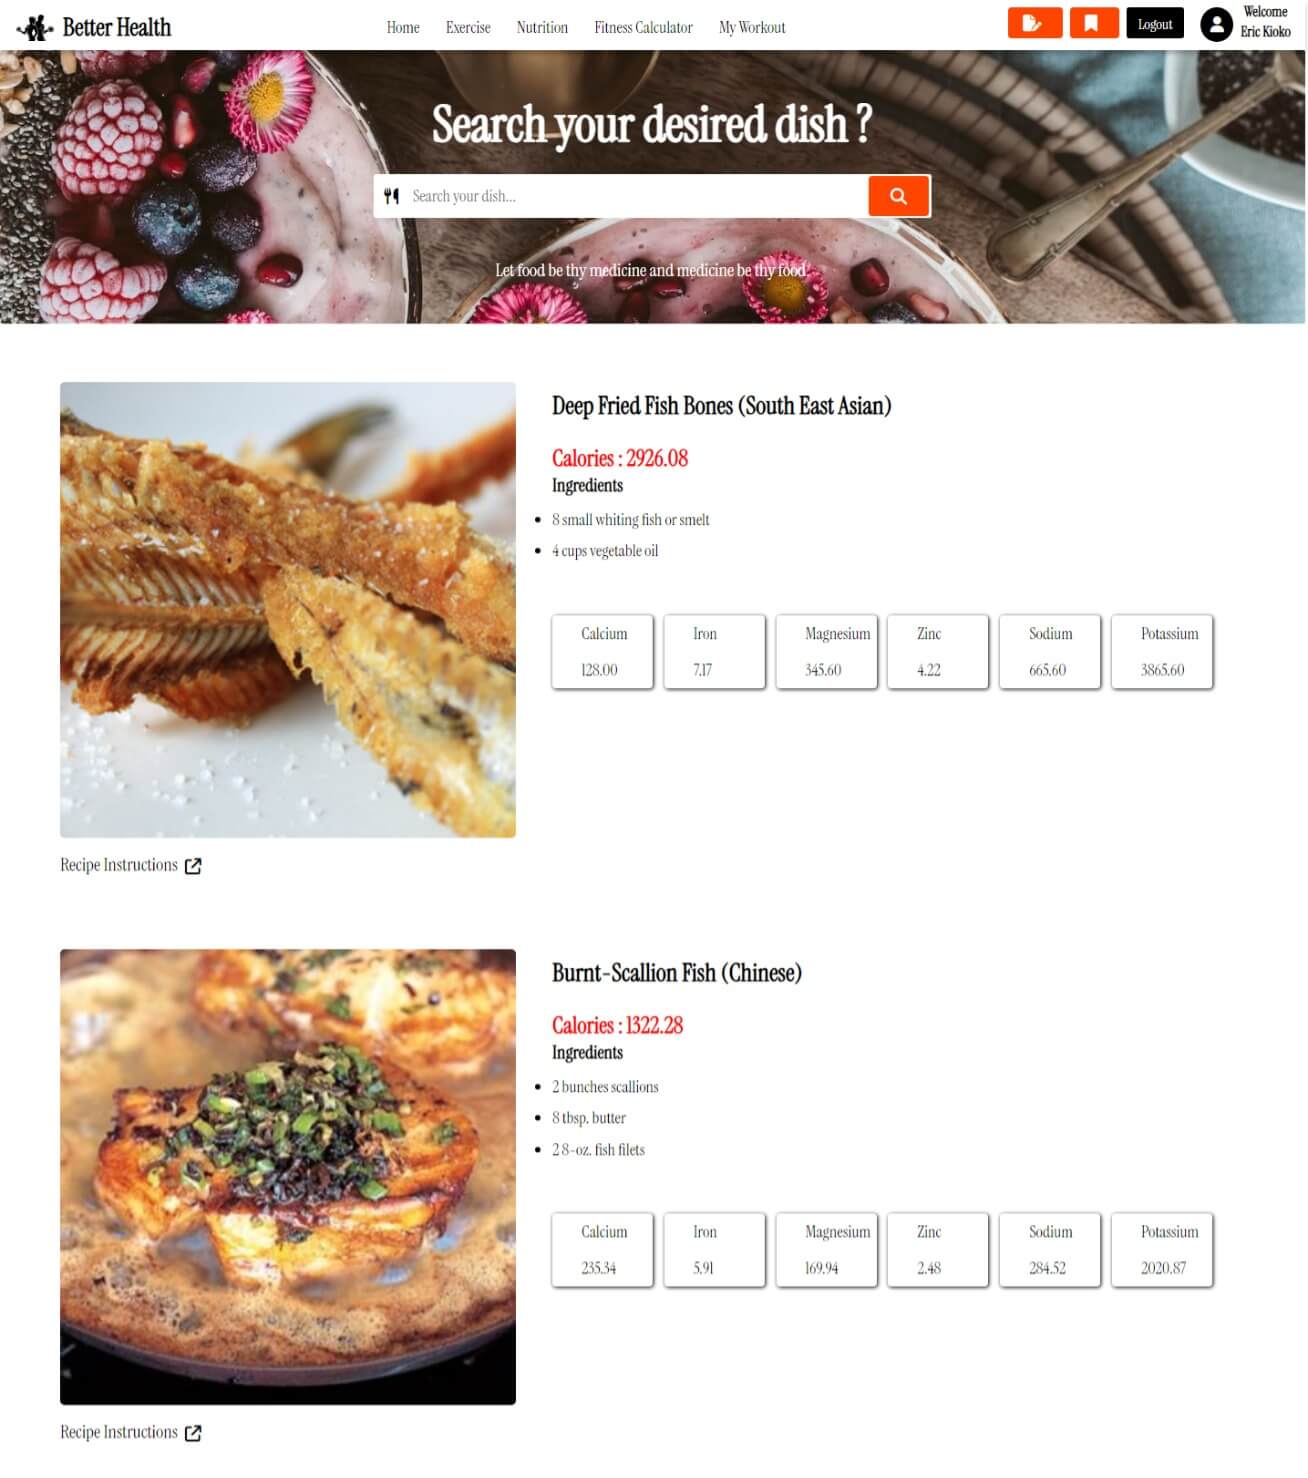 Better Health
Home Exercise Nutrition Fitness Calculator My Workout
Logout
Welcome
Eric Kioko
Search your desired dish ?
Search your dish...
Let food be thy medicine and medicine be thy food.
Deep Fried Fish Bones (South East Asian)
Calories : 2926.08
Ingredients
8 small whiting fish or smelt
4 cups vegetable oil
Calcium Iron Magnesium Zinc Sodium Potassium
128.00 7.17 345.60 4.22 665.60 3865.60
Recipe Instructions
Burnt-Scallion Fish (Chinese)
Calories : 1322.28
Ingredients
2 bunches scallions
8 tbsp. butter
2 8-oz. fish filets
Calcium Iron Magnesium Zinc Sodium Potassium
235.34 5.91 169.94 2.48 284.52 2020.87
Recipe Instructions